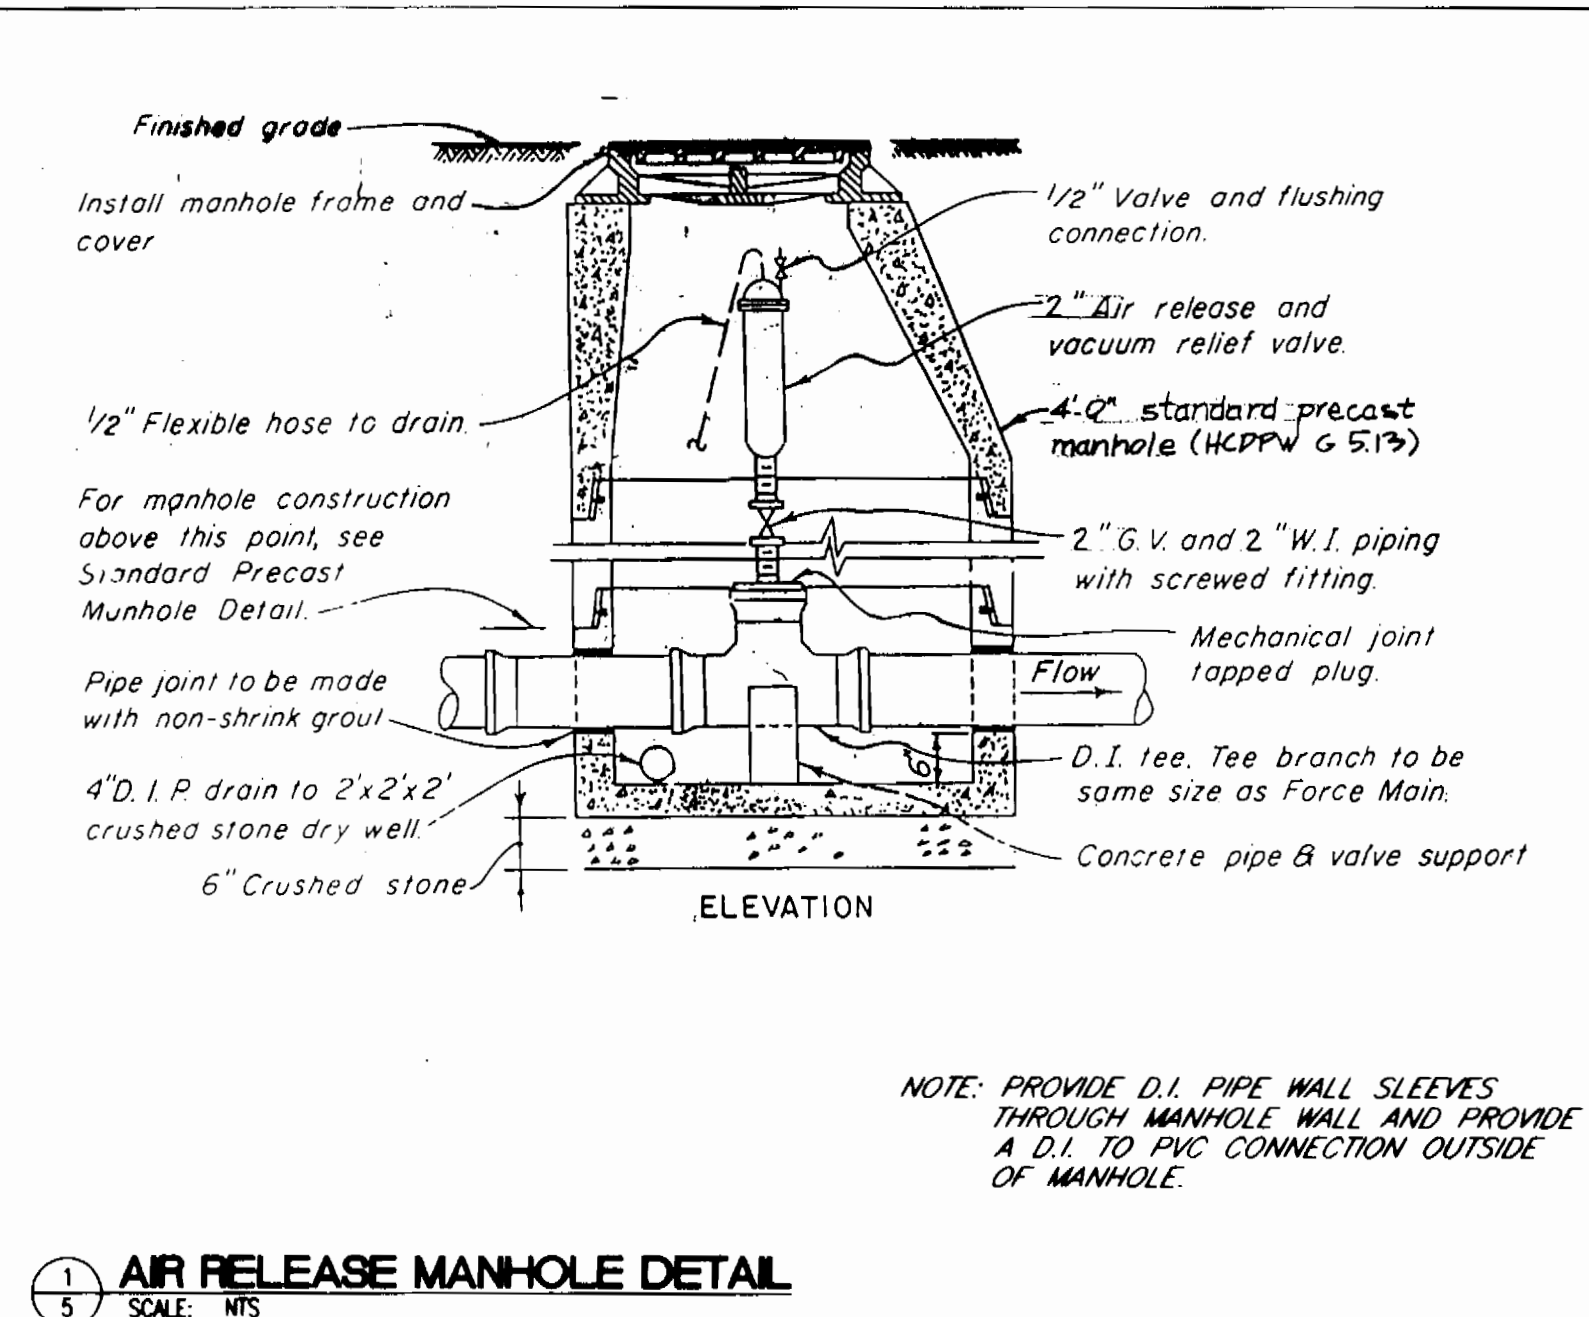 Finished grade
Install manhole frame and
cover
1/2" Flexible hose to drain.
For manhole construction
above this point, see
Standard Precast
Manhole Detail.
Pipe joint to be made
with non-shrink grout
4" D.I.P. drain to 2'x2'x2'
crushed stone dry well.
6" Crushed stone
1/2" Valve and flushing
connection.
2" Air release and
vacuum relief valve.
4'-0" standard precast
manhole (HCDPW G 5.13)
2" G.V. and 2" W.I. piping
with screwed fitting.
Mechanical joint
tapped plug.
Flow
6"
D.I. tee. Tee branch to be
same size as Force Main.
Concrete pipe & valve support
ELEVATION
NOTE: PROVIDE D.I. PIPE WALL SLEEVES
THROUGH MANHOLE WALL AND PROVIDE
A D.I. TO PVC CONNECTION OUTSIDE
OF MANHOLE.
1
5
AIR RELEASE MANHOLE DETAIL
SCALE: NTS